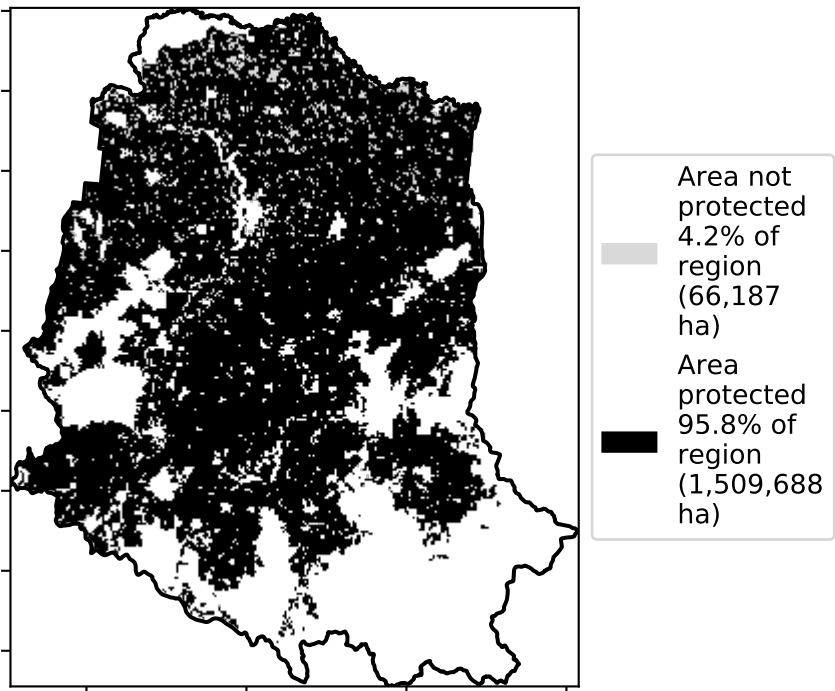 Area not
protected
4.2% of
region
(66,187
ha)
Area
protected
95.8% of
region
(1,509,688
ha)